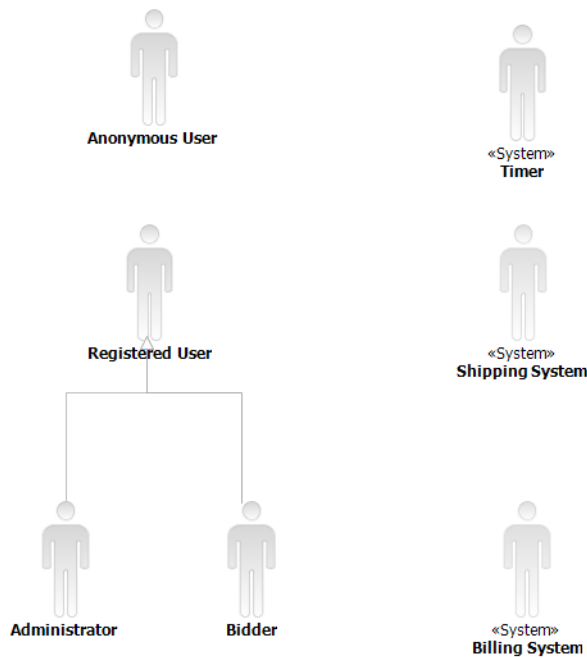 Anonymous User
«System»
Timer
Registered User
«System»
Shipping System
Administrator
Bidder
«System»
Billing System